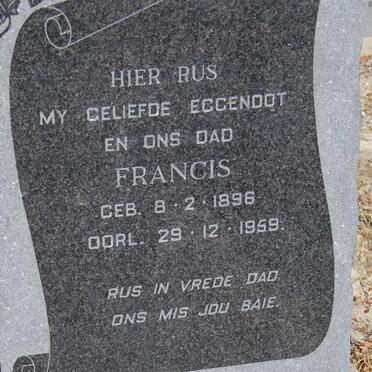 HIER RUS
MY GELIEFDE EGGENOOT
EN ONS DAD
FRANCIS
GEB. 8·2·1896
OORL. 29·12·1959.
RUS IN VREDE DAD
ONS MIS JOU BAIE.